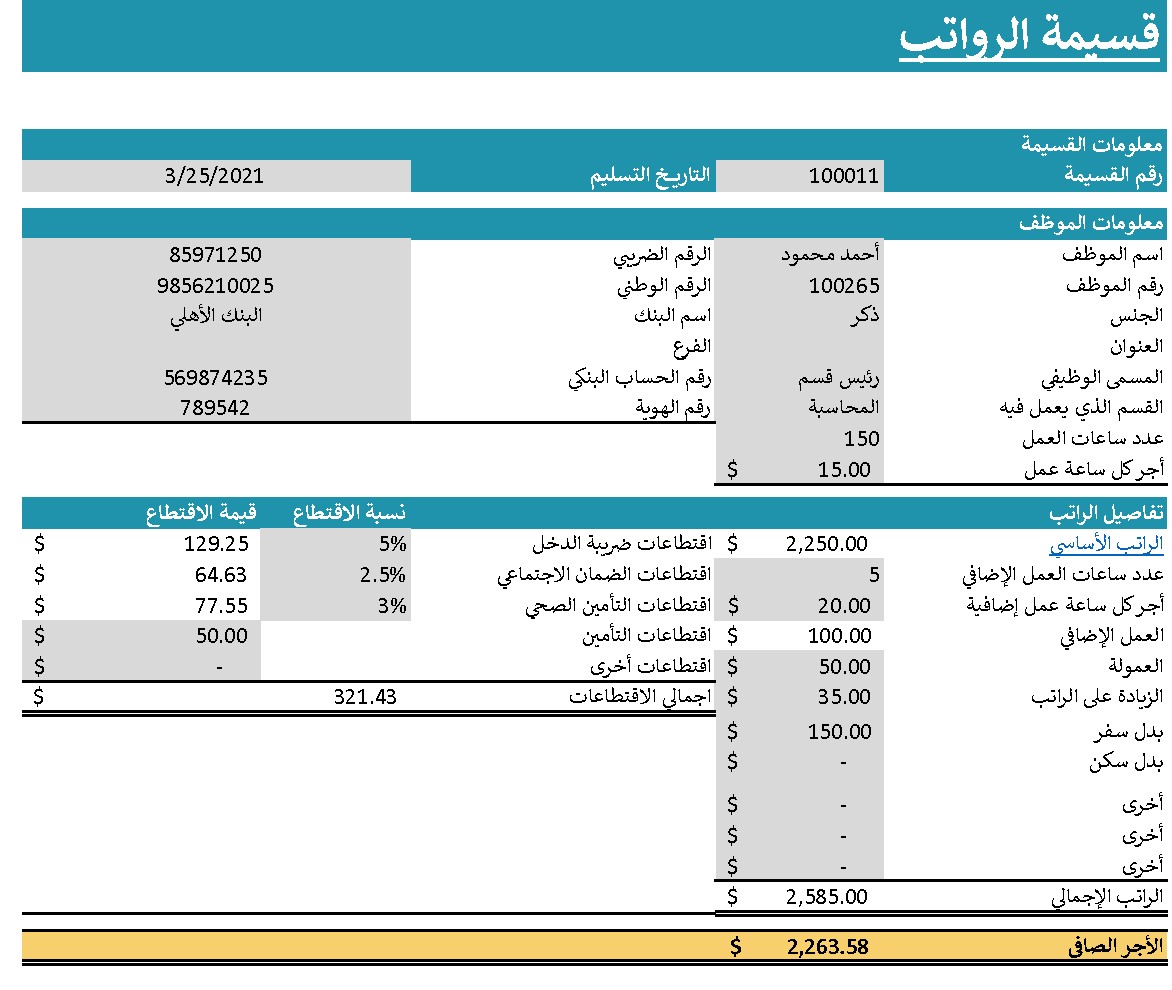 قسيمة الرواتب
معلومات القسيمة
رقم القسيمة 100011 التاريخ التسليم 3/25/2021
معلومات الموظف
اسم الموظف أحمد محمود الرقم الضريبي 85971250
رقم الموظف 100265 الرقم الوطني 9856210025
الجنس ذكر اسم البنك البنك الأهلي
العنوان الفرع
المسمى الوظيفي رئيس قسم رقم الحساب البنكي 569874235
القسم الذي يعمل فيه المحاسبة رقم الهوية 789542
عدد ساعات العمل 150
أجر كل ساعة عمل 15.00 $
تفاصيل الراتب نسبة الاقتطاع قيمة الاقتطاع
الراتب الأساسي 2,250.00 $ اقتطاعات ضريبة الدخل 5% 129.25 $
عدد ساعات العمل الإضافي 5 اقتطاعات الضمان الاجتماعي 2.5% 64.63 $
أجر كل ساعة عمل إضافية 20.00 $ اقتطاعات التأمين الصحي 3% 77.55 $
العمل الإضافي 100.00 $ اقتطاعات التأمين 50.00 $
العمولة 50.00 $ اقتطاعات أخرى - $
الزيادة على الراتب 35.00 $ اجمالي الاقتطاعات 321.43 $
بدل سفر 150.00 $
بدل سكن - $
أخرى - $
أخرى - $
أخرى - $
الراتب الإجمالي 2,585.00 $
الأجر الصافي 2,263.58 $